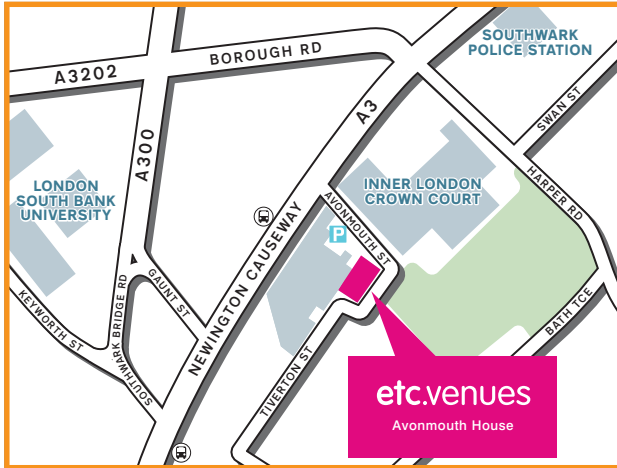 SOUTHWARK
POLICE STATION
BOROUGH RD
A3202
A3
A300
SWAN ST
HARPER RD
LONDON
SOUTH BANK
UNIVERSITY
INNER LONDON
CROWN COURT
AVONMOUTH ST
P
NEWINGTON CAUSEWAY
GAUNT ST
SOUTHWARK BRIDGE RD
KEYWORTH ST
BATH TCE
TIVERTON ST
etc.venues
Avonmouth House